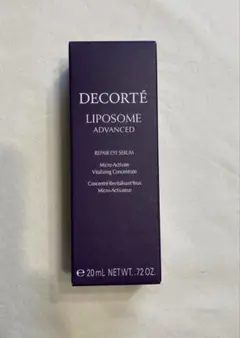 DECORTÉ
LIPOSOME
ADVANCED
REPAIR EYE SERUM
Micro-Activate
Vitalizing Concentrate
Concentré Revitalisant Yeux
Micro-Activateur
℮ 20 mL NET WT. .72 OZ.